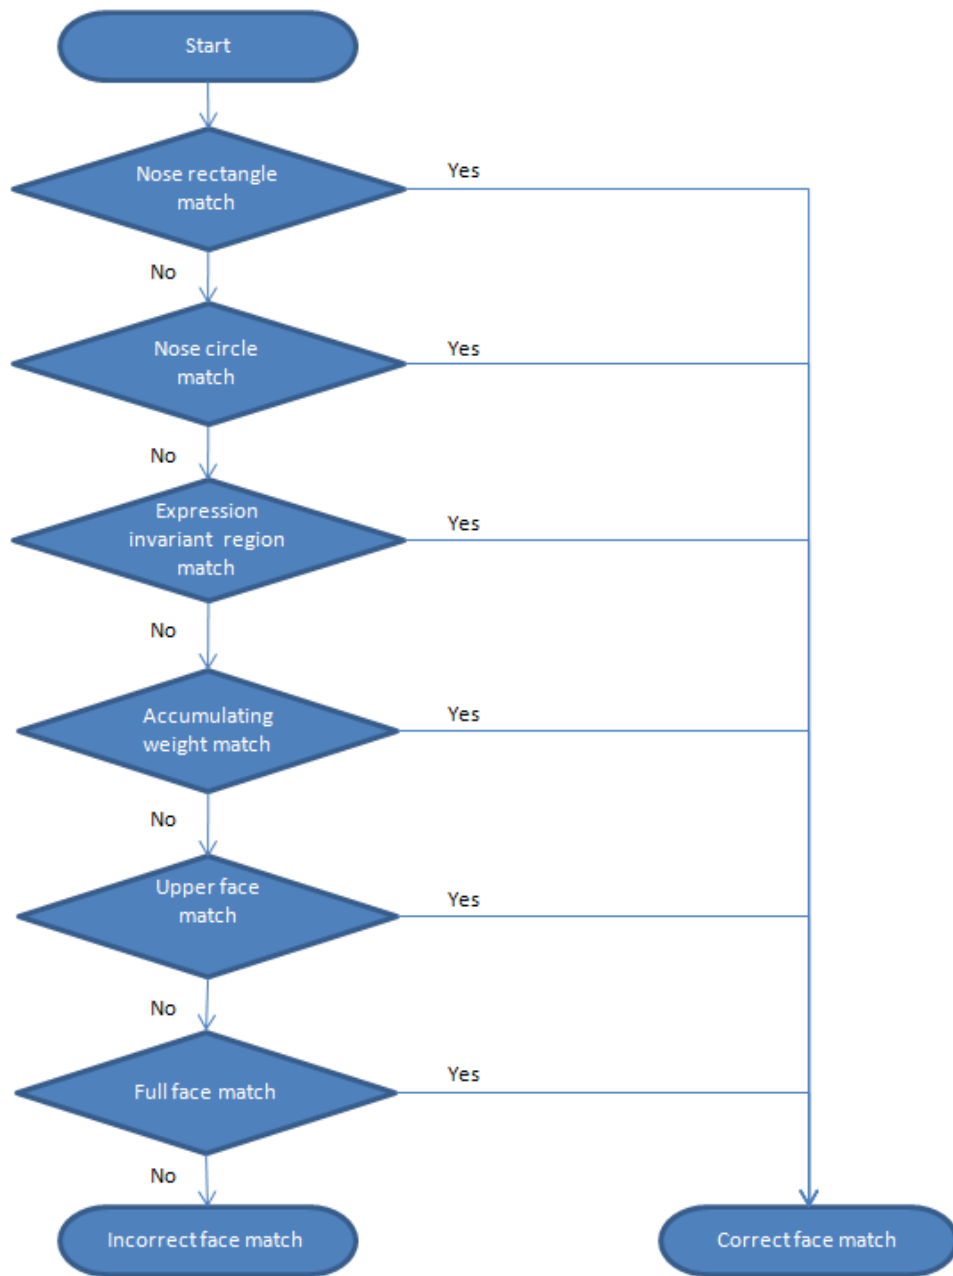 Start
Nose rectangle
match
Yes
No
Nose circle
match
Yes
No
Expression
invariant region
match
Yes
No
Accumulating
weight match
Yes
No
Upper face
match
Yes
No
Full face match
Yes
No
Incorrect face match
Correct face match